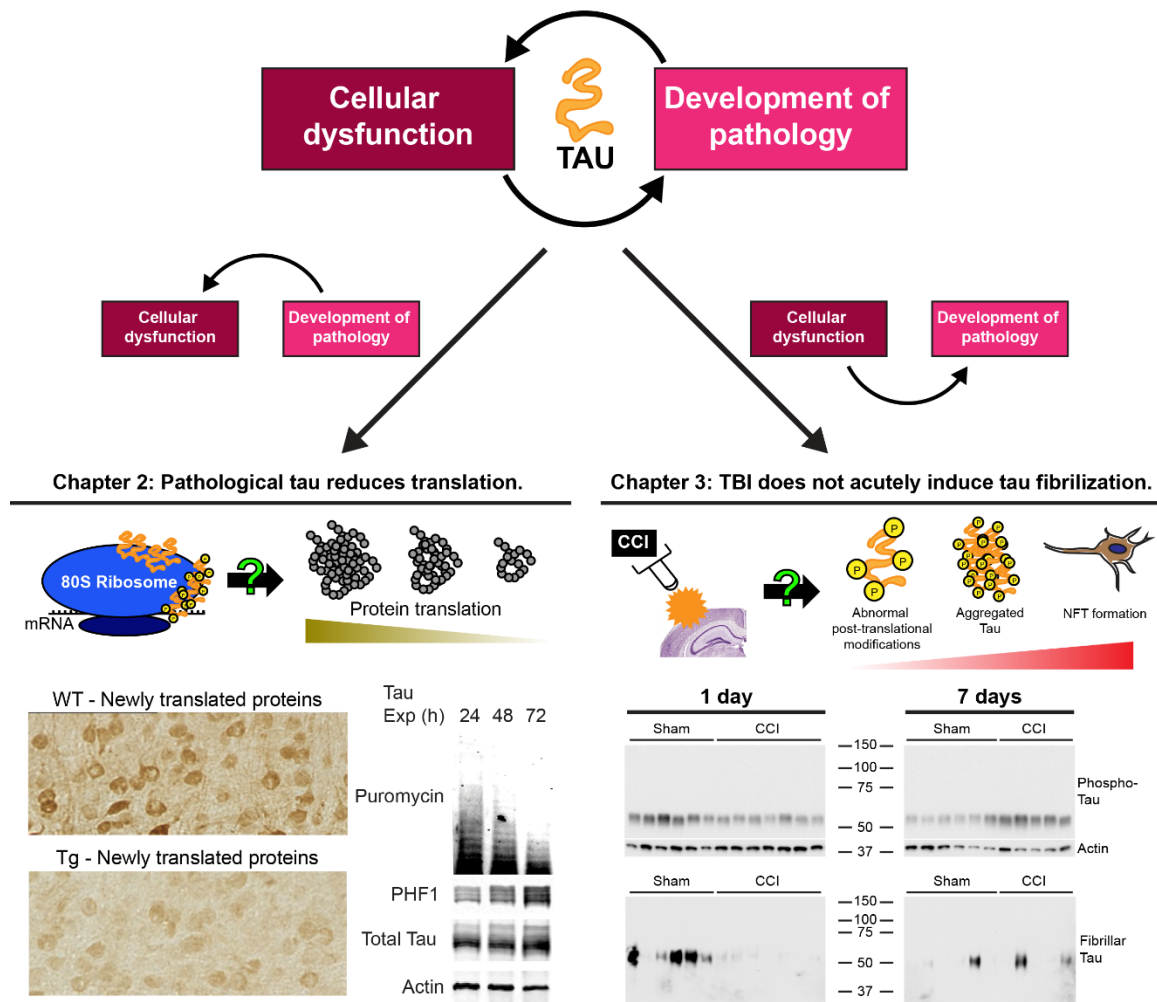 Cellular
dysfunction
TAU
Development of
pathology
Cellular
dysfunction
Development of
pathology
Cellular
dysfunction
Development of
pathology
Chapter 2: Pathological tau reduces translation.
80S Ribosome
mRNA
?
Protein translation
WT - Newly translated proteins
Tg - Newly translated proteins
Tau
Exp (h) 24 48 72
Puromycin
PHF1
Total Tau
Actin
Chapter 3: TBI does not acutely induce tau fibrilization.
CCI
?
P P P P
Abnormal
post-translational
modifications
P P P P P P P P P P P P
Aggregated
Tau
NFT formation
1 day
7 days
Sham CCI
Sham CCI
150
100
75
50
37
Phospho-
Tau
Actin
Sham CCI
Sham CCI
150
100
75
50
37
Fibrillar
Tau